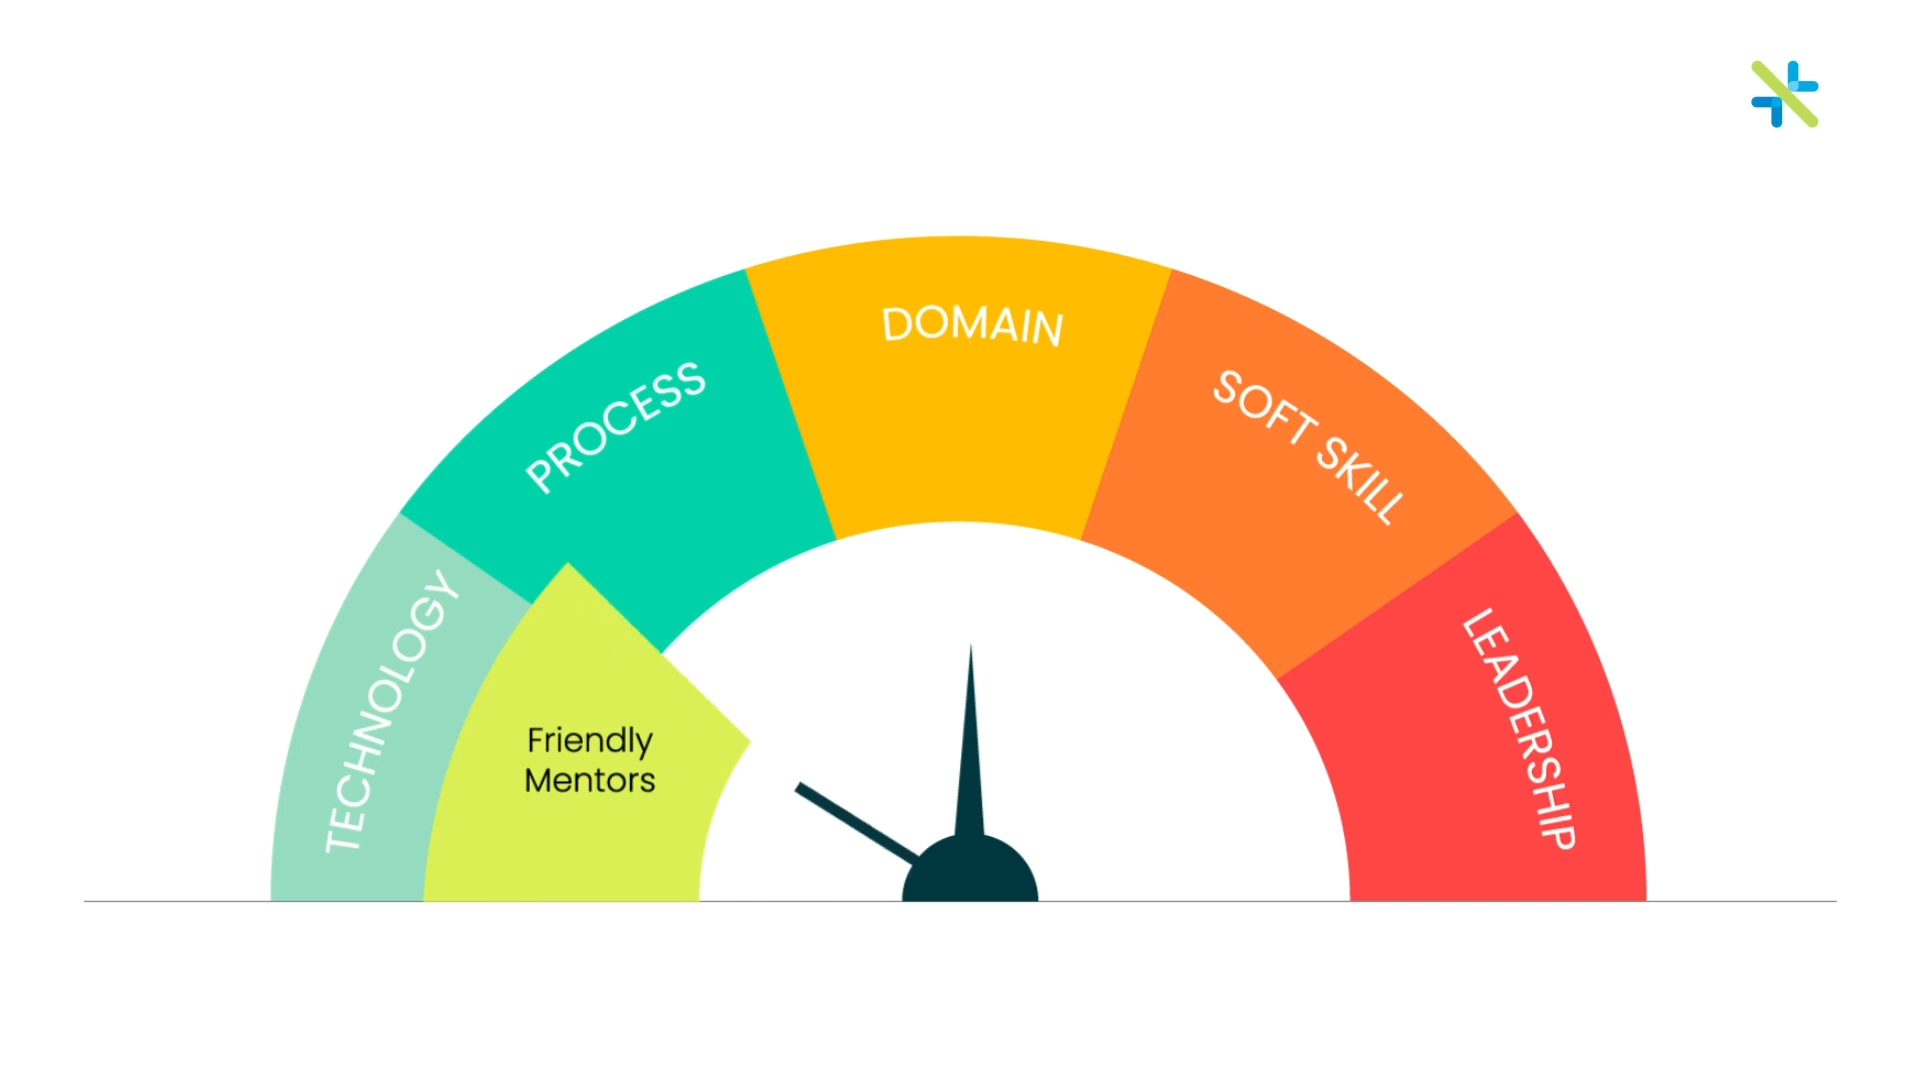 TECHNOLOGY
PROCESS
DOMAIN
SOFT SKILL
LEADERSHIP
Friendly
Mentors